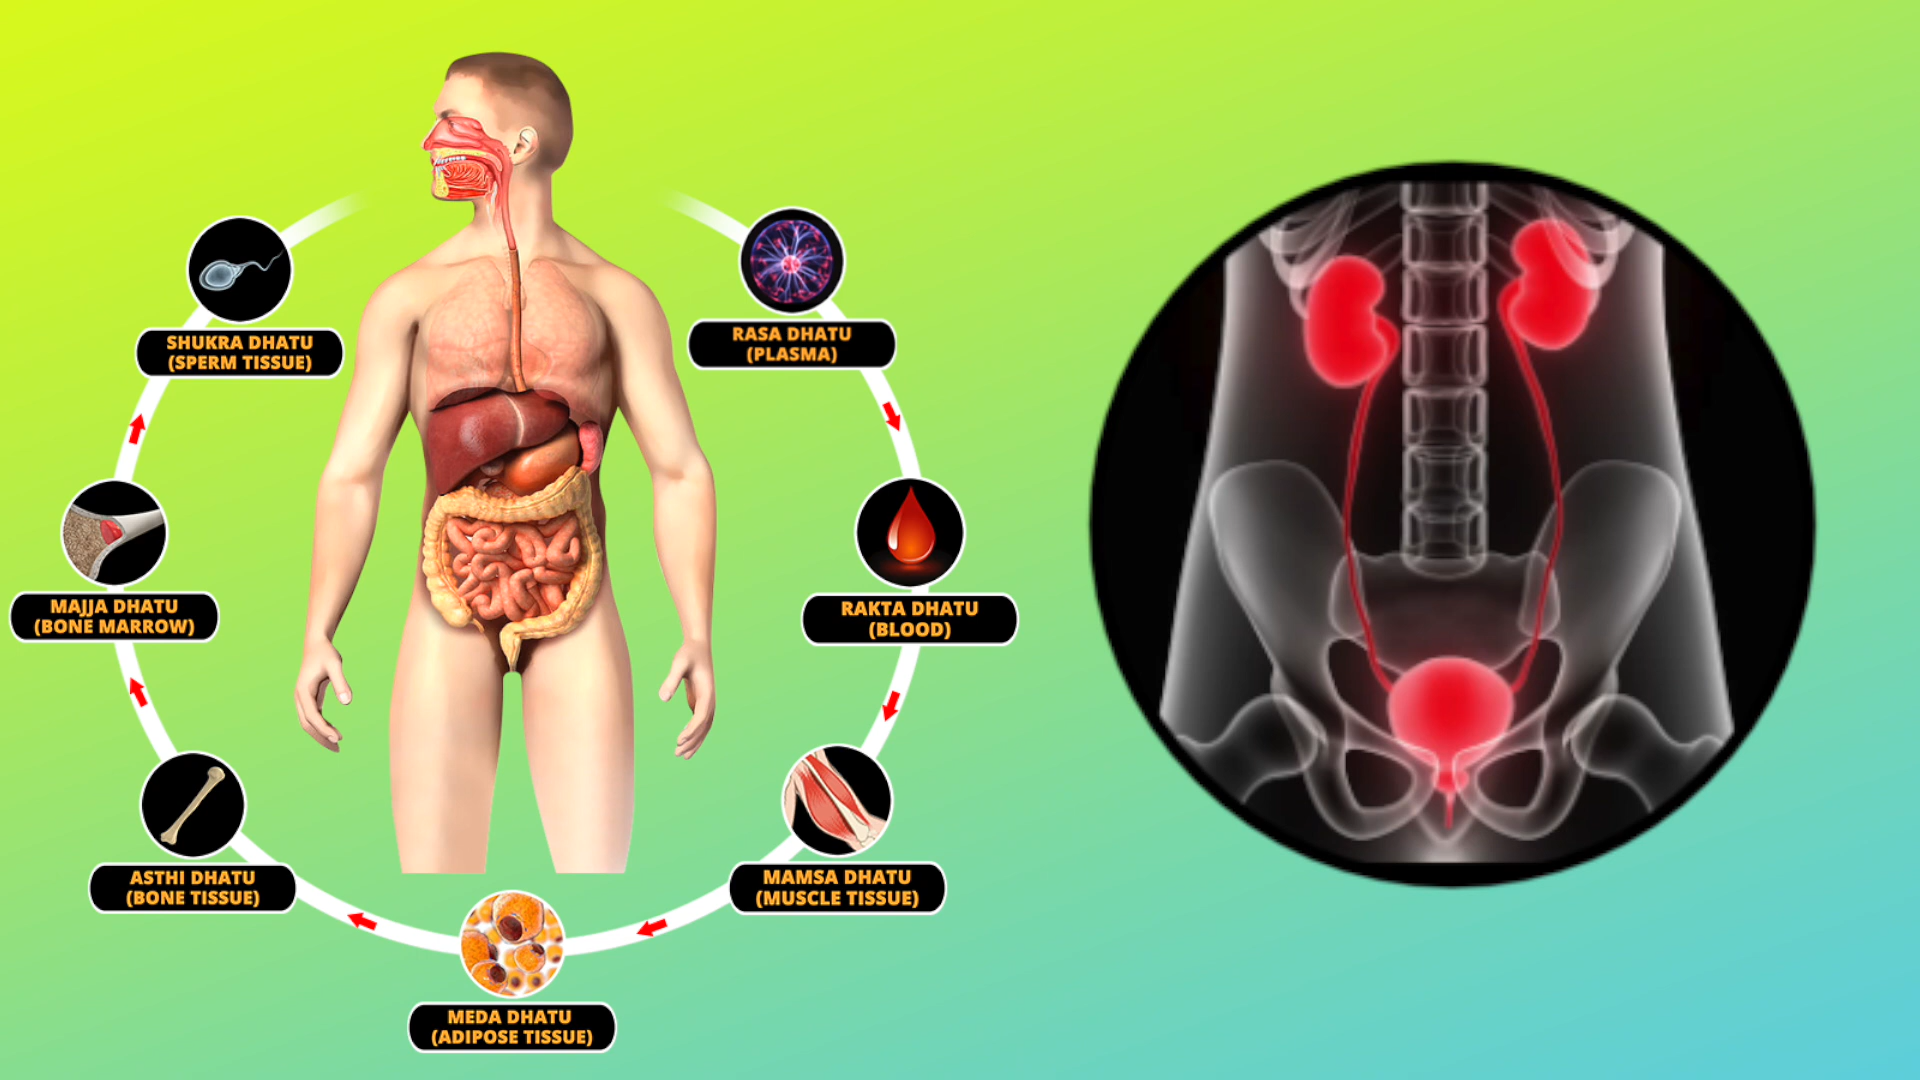 SHUKRA DHATU
(SPERM TISSUE)
RASA DHATU
(PLASMA)
MAJJA DHATU
(BONE MARROW)
RAKTA DHATU
(BLOOD)
ASTHI DHATU
(BONE TISSUE)
MAMSA DHATU
(MUSCLE TISSUE)
MEDA DHATU
(ADIPOSE TISSUE)